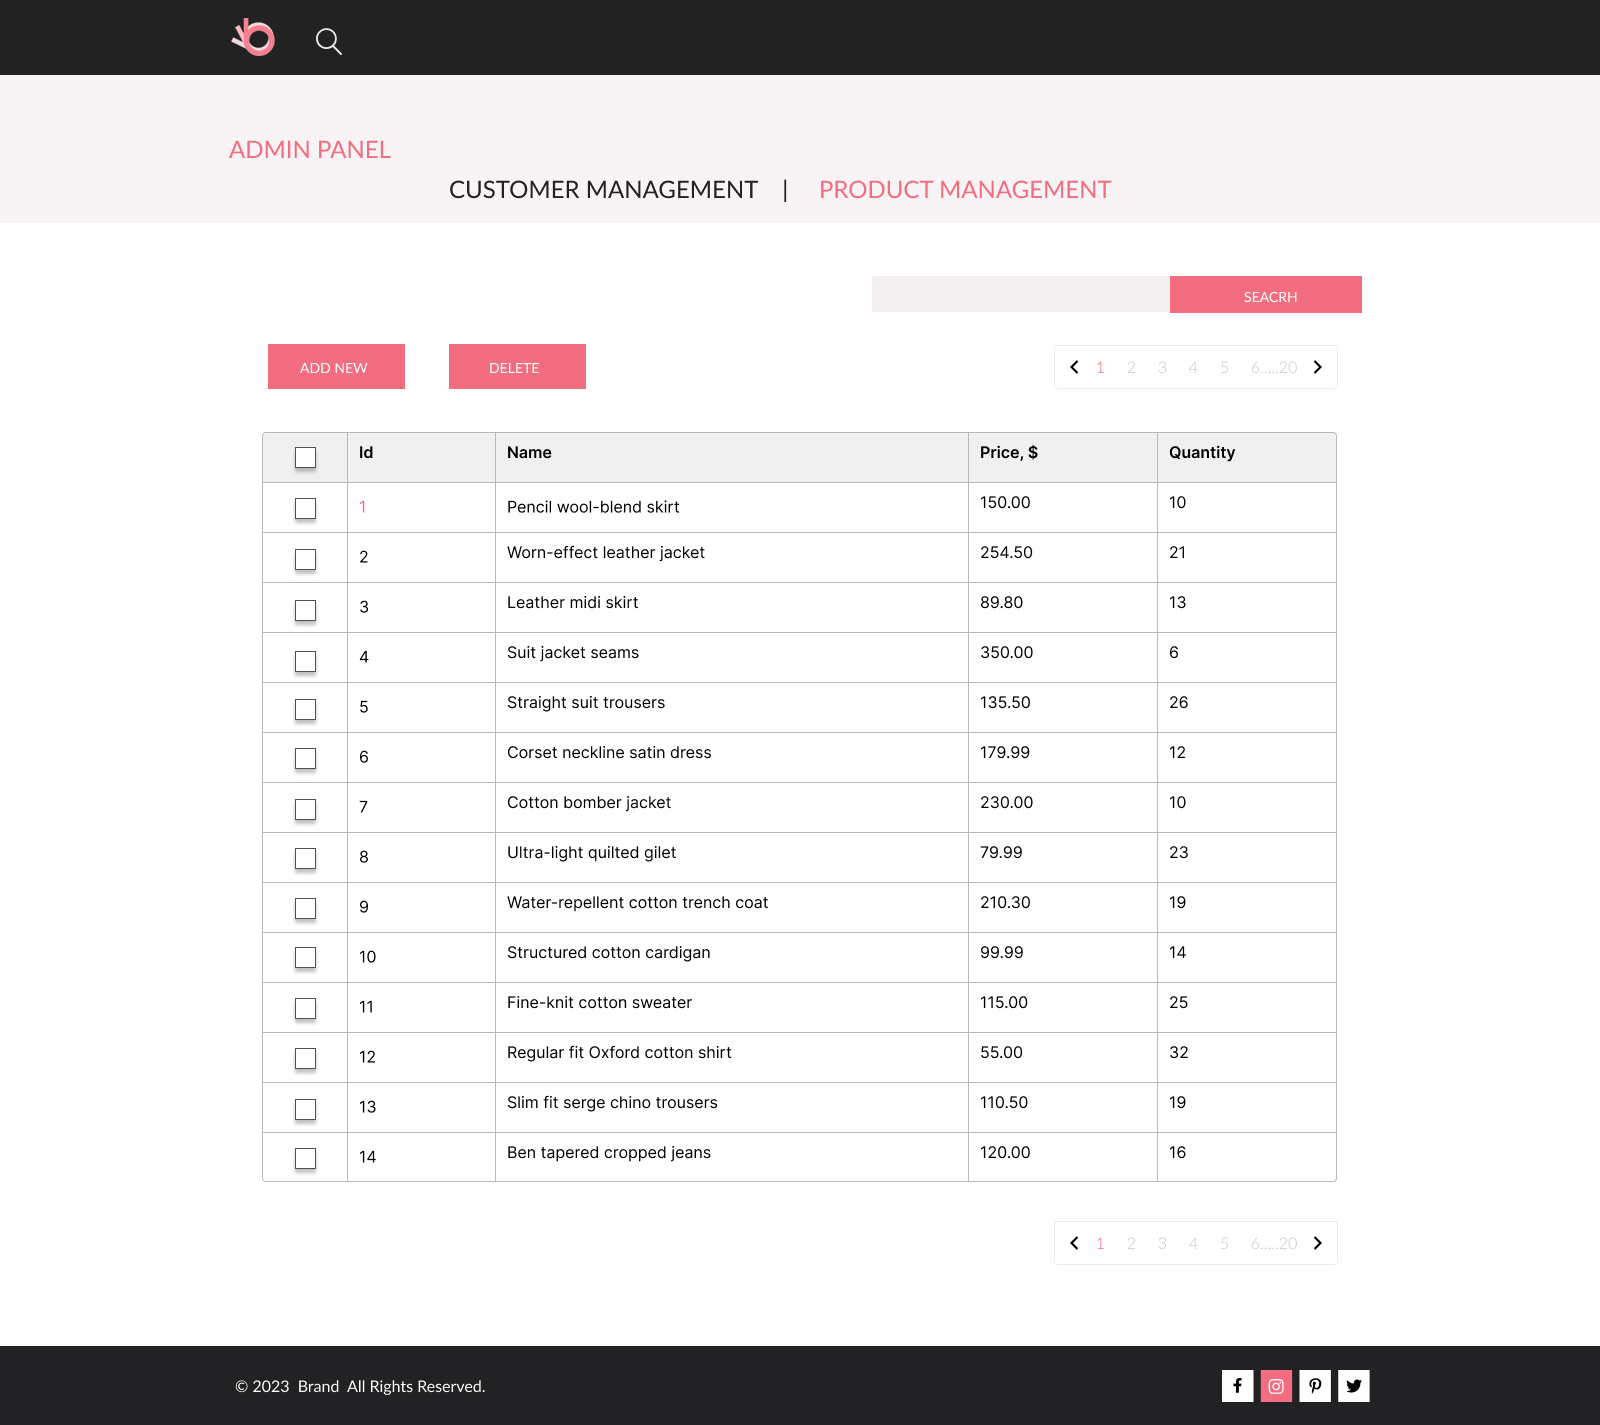 ADMIN PANEL
CUSTOMER MANAGEMENT | PRODUCT MANAGEMENT
SEACRH
ADD NEW DELETE 1 2 3 4 5 6.....20
Id Name Price, $ Quantity
1 Pencil wool-blend skirt 150.00 10
2 Worn-effect leather jacket 254.50 21
3 Leather midi skirt 89.80 13
4 Suit jacket seams 350.00 6
5 Straight suit trousers 135.50 26
6 Corset neckline satin dress 179.99 12
7 Cotton bomber jacket 230.00 10
8 Ultra-light quilted gilet 79.99 23
9 Water-repellent cotton trench coat 210.30 19
10 Structured cotton cardigan 99.99 14
11 Fine-knit cotton sweater 115.00 25
12 Regular fit Oxford cotton shirt 55.00 32
13 Slim fit serge chino trousers 110.50 19
14 Ben tapered cropped jeans 120.00 16
1 2 3 4 5 6.....20
© 2023 Brand All Rights Reserved.